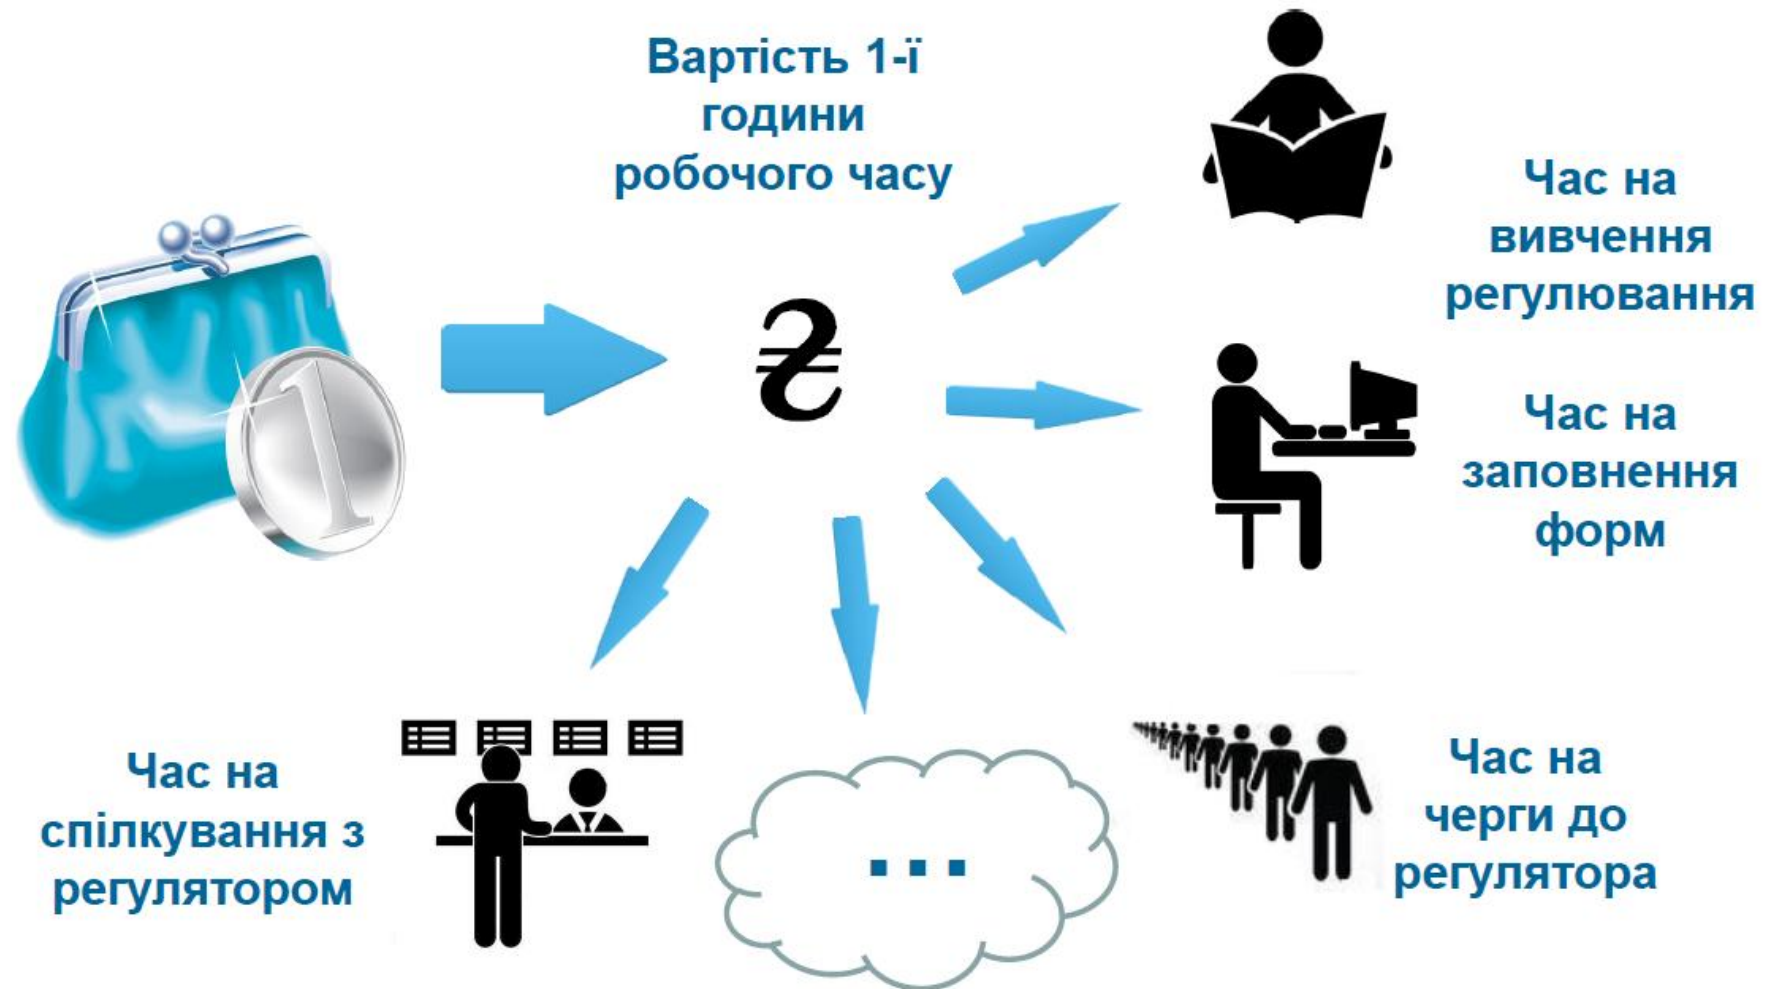 Вартість 1-ї
години
робочого часу
Час на
вивчення
регулювання
1
₴
Час на
заповнення
форм
Час на
спілкування з
регулятором
...
Час на
черги до
регулятора